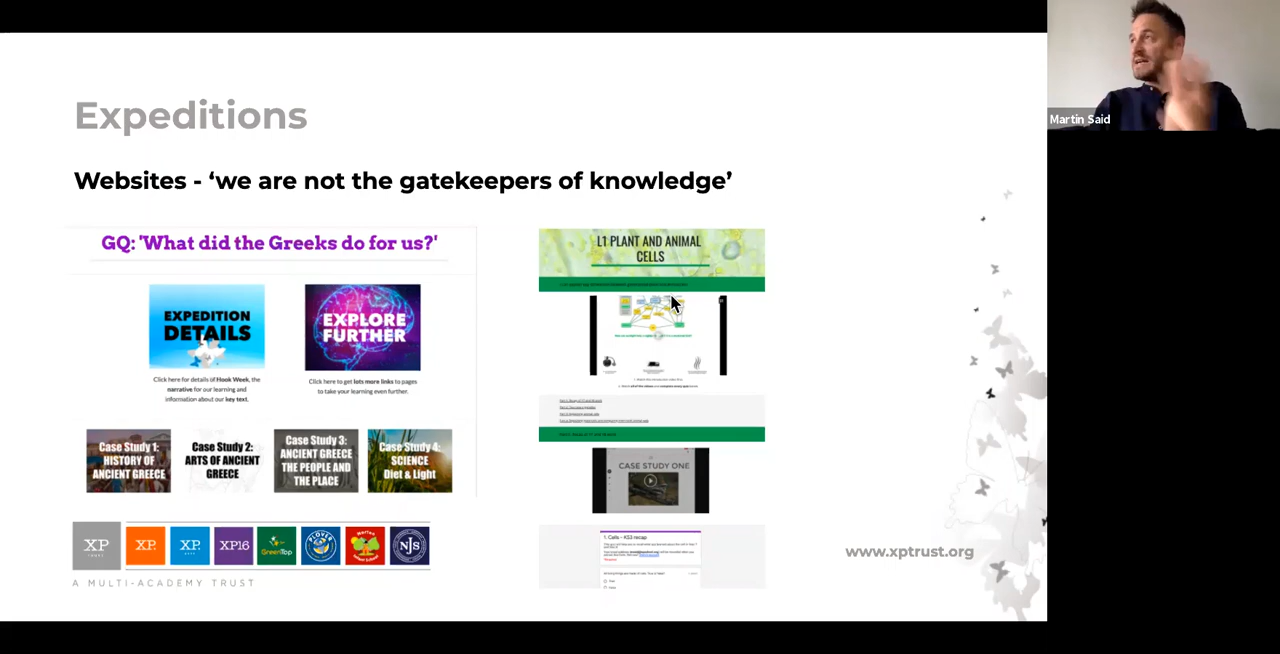 Expeditions
Websites - ‘we are not the gatekeepers of knowledge’
GQ: 'What did the Greeks do for us?'
EXPEDITION
DETAILS
Click here for details of Hook Week, the
narrative for our learning and
information about our key text.
EXPLORE
FURTHER
Click here to get lots more links to pages
to take your learning even further.
Case Study 1:
HISTORY OF
ANCIENT GREECE
Case Study 2:
ARTS OF ANCIENT
GREECE
Case Study 3:
ANCIENT GREECE
THE PEOPLE AND
THE PLACE
Case Study 4:
SCIENCE
Diet & Light
L1 PLANT AND ANIMAL
CELLS
CASE STUDY ONE
1. Cells - KS3 recap
XP
XP
XP
XP16
GreenTop
PLOVER
Norton
NJS
A MULTI-ACADEMY TRUST
www.xptrust.org
Martin Said